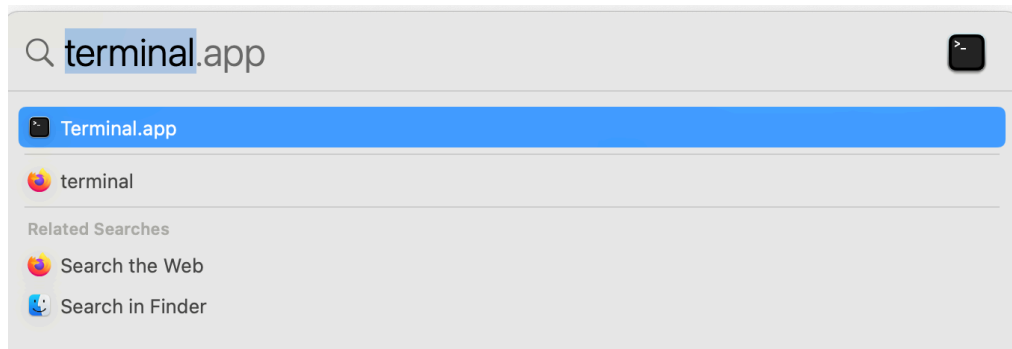 terminal.app
Terminal.app
terminal
Related Searches
Search the Web
Search in Finder